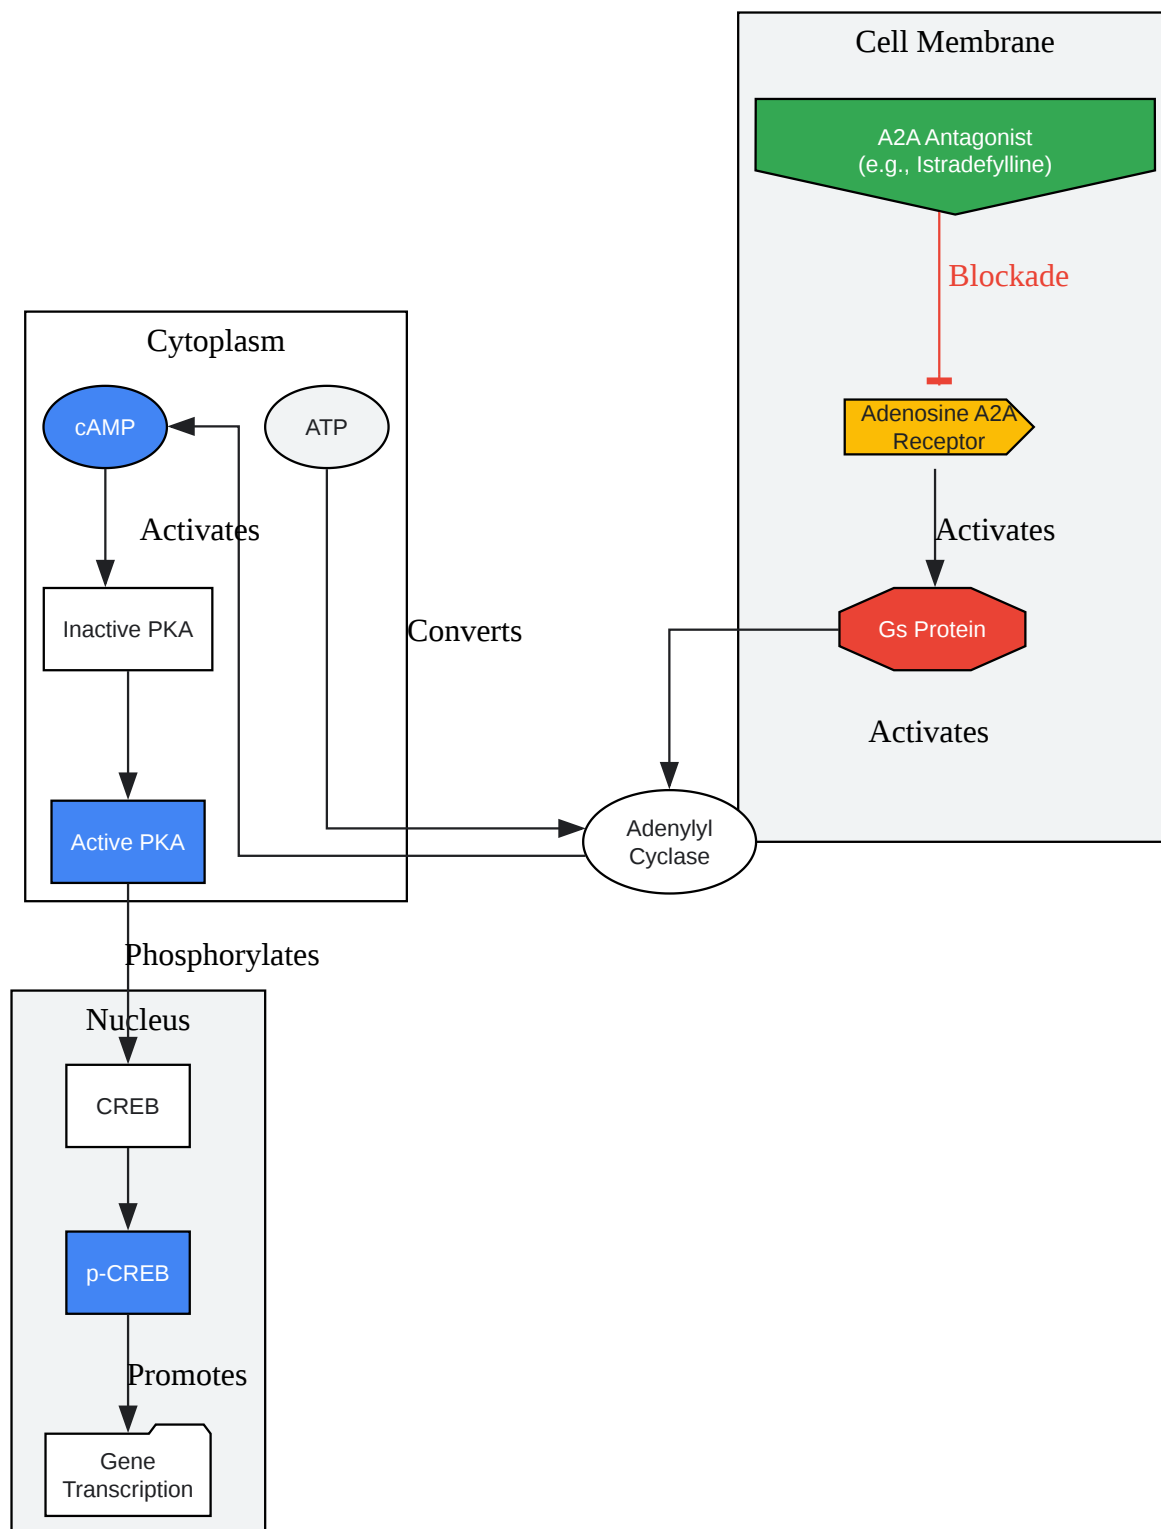 Cell Membrane
A2A Antagonist
(e.g., Istradefylline)
Blockade
Cytoplasm
cAMP
ATP
Adenosine A2A
Receptor
Activates
Activates
Inactive PKA
Converts
Gs Protein
Activates
Active PKA
Adenylyl
Cyclase
Phosphorylates
Nucleus
CREB
p-CREB
Promotes
Gene
Transcription